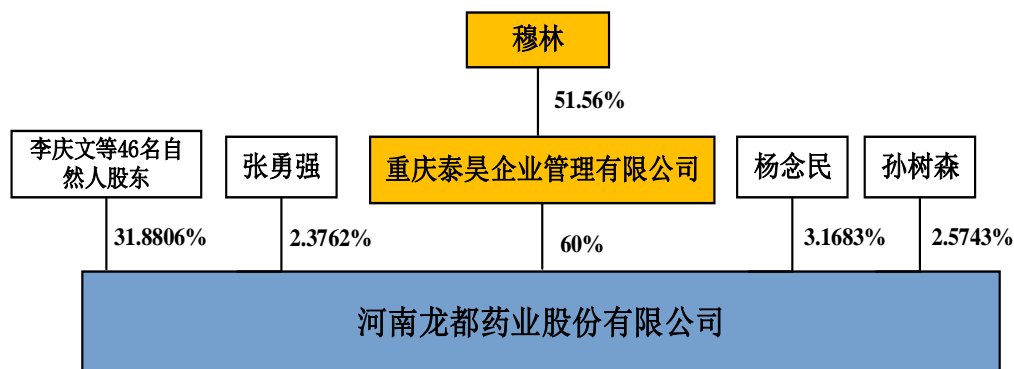 穆林
51.56%
李庆文等46名自
然人股东
张勇强
重庆泰昊企业管理有限公司
杨念民
孙树森
31.8806%
2.3762%
60%
3.1683%
2.5743%
河南龙都药业股份有限公司